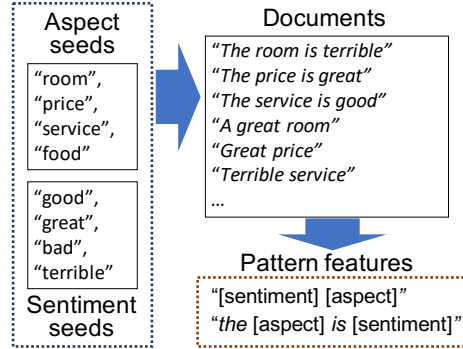 Aspect
seeds
“room”,
“price”,
“service”,
“food”
“good”,
“great”,
“bad”,
“terrible”
Sentiment
seeds
Documents
“The room is terrible”
“The price is great”
“The service is good”
“A great room”
“Great price”
“Terrible service”
…
Pattern features
“[sentiment] [aspect]”
“the [aspect] is [sentiment]”